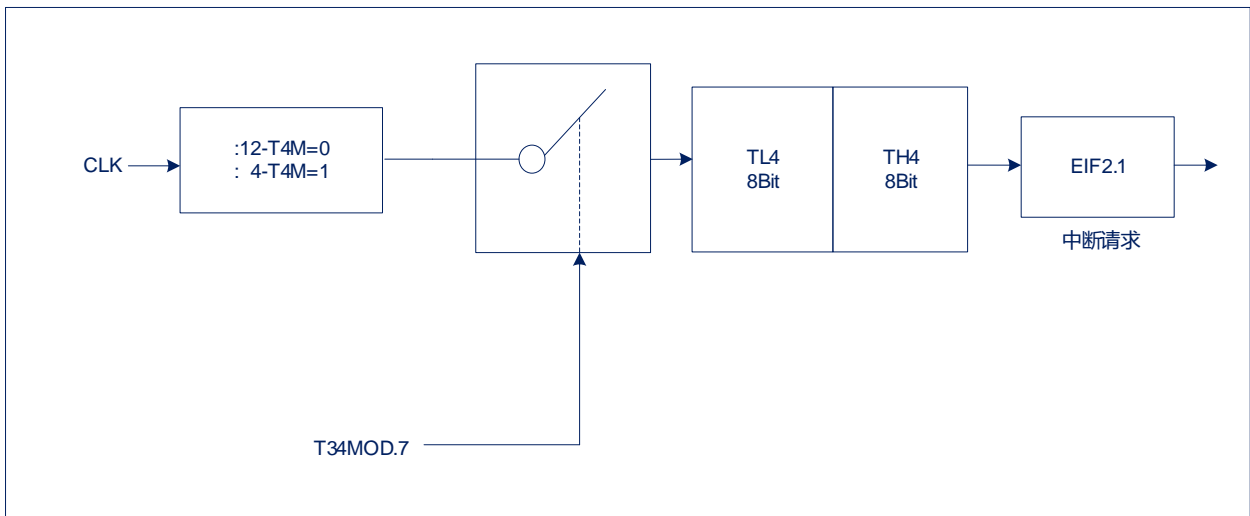 CLK
:12-T4M=0
: 4-T4M=1
TL4
8Bit
TH4
8Bit
EIF2.1
中断请求
T34MOD.7